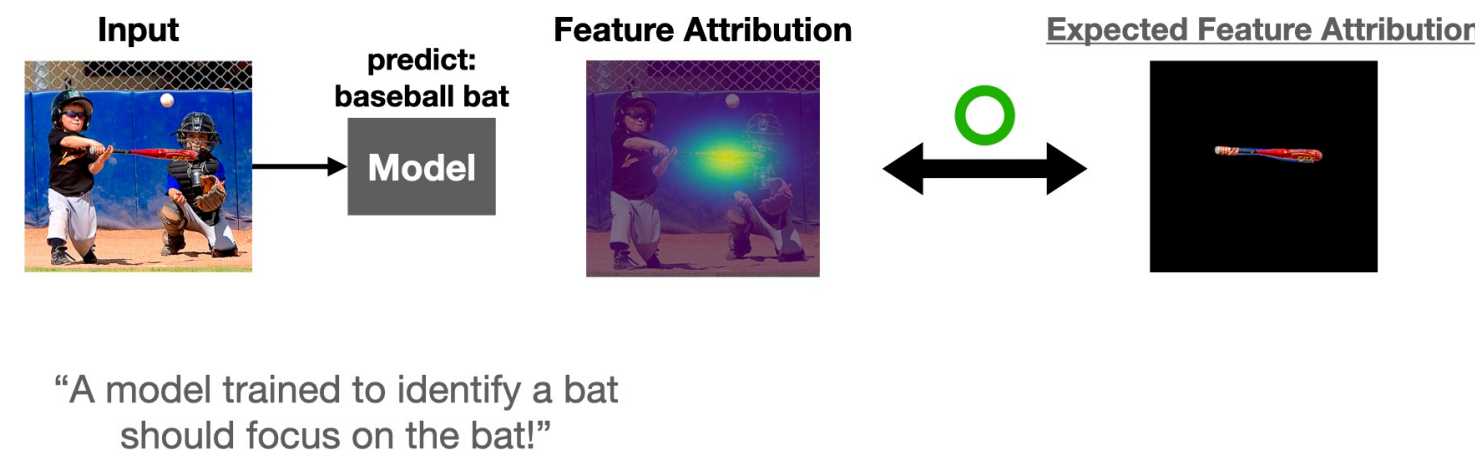 Input
predict:
baseball bat
Model
Feature Attribution
Expected Feature Attribution
“A model trained to identify a bat
should focus on the bat!”